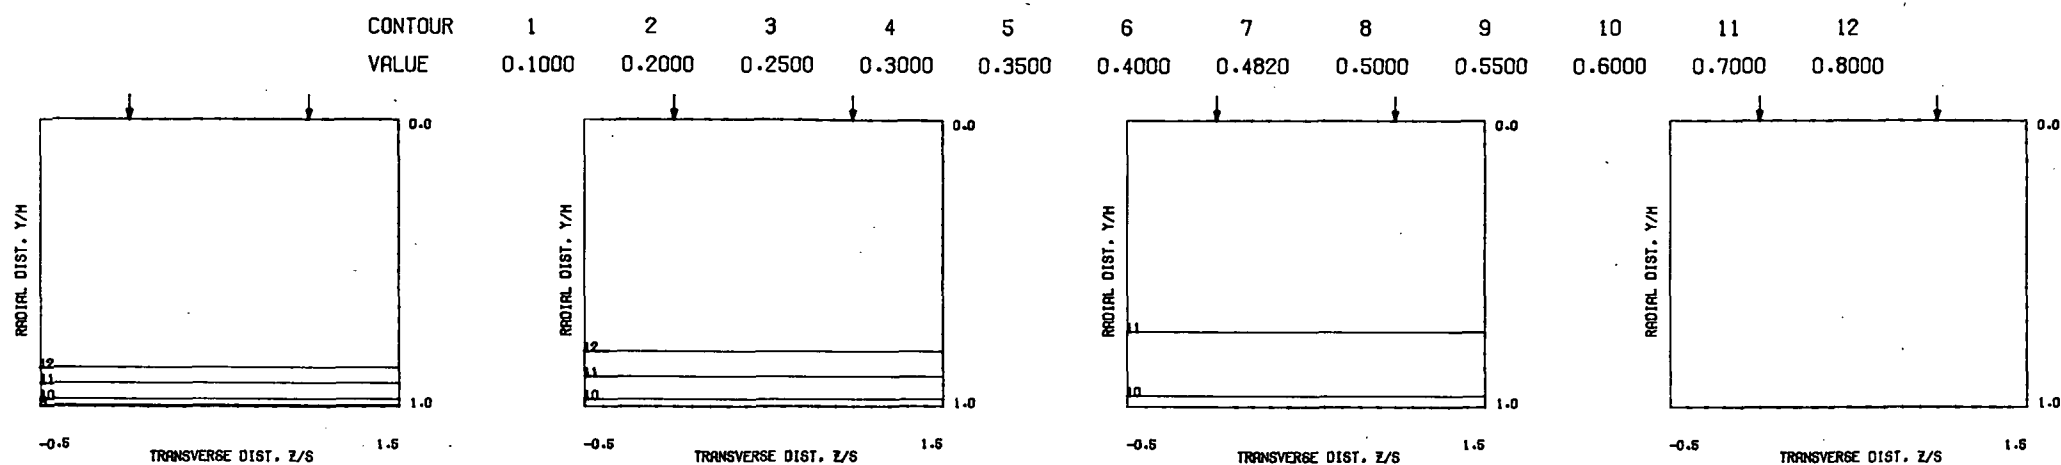 CONTOUR 1 2 3 4 5 6 7 8 9 10 11 12
VALUE 0.1000 0.2000 0.2500 0.3000 0.3500 0.4000 0.4820 0.5000 0.5500 0.6000 0.7000 0.8000
0.0
RADIAL DIST. Y/H
12
11
10
1.0
-0.5 1.5
TRANSVERSE DIST. Z/S
0.0
RADIAL DIST. Y/H
12
11
10
1.0
-0.5 1.5
TRANSVERSE DIST. Z/S
0.0
RADIAL DIST. Y/H
11
10
1.0
-0.5 1.5
TRANSVERSE DIST. Z/S
0.0
RADIAL DIST. Y/H
1.0
-0.5 1.5
TRANSVERSE DIST. Z/S